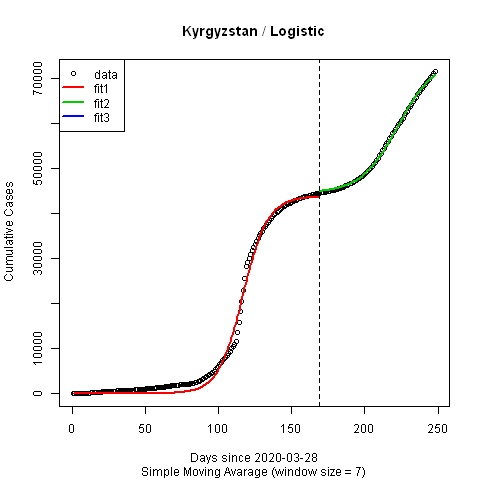 Kyrgyzstan / Logistic
data
fit1
fit2
fit3
Cumulative Cases
70000
50000
30000
10000
0
0 50 100 150 200 250
Days since 2020-03-28
Simple Moving Avarage (window size = 7)